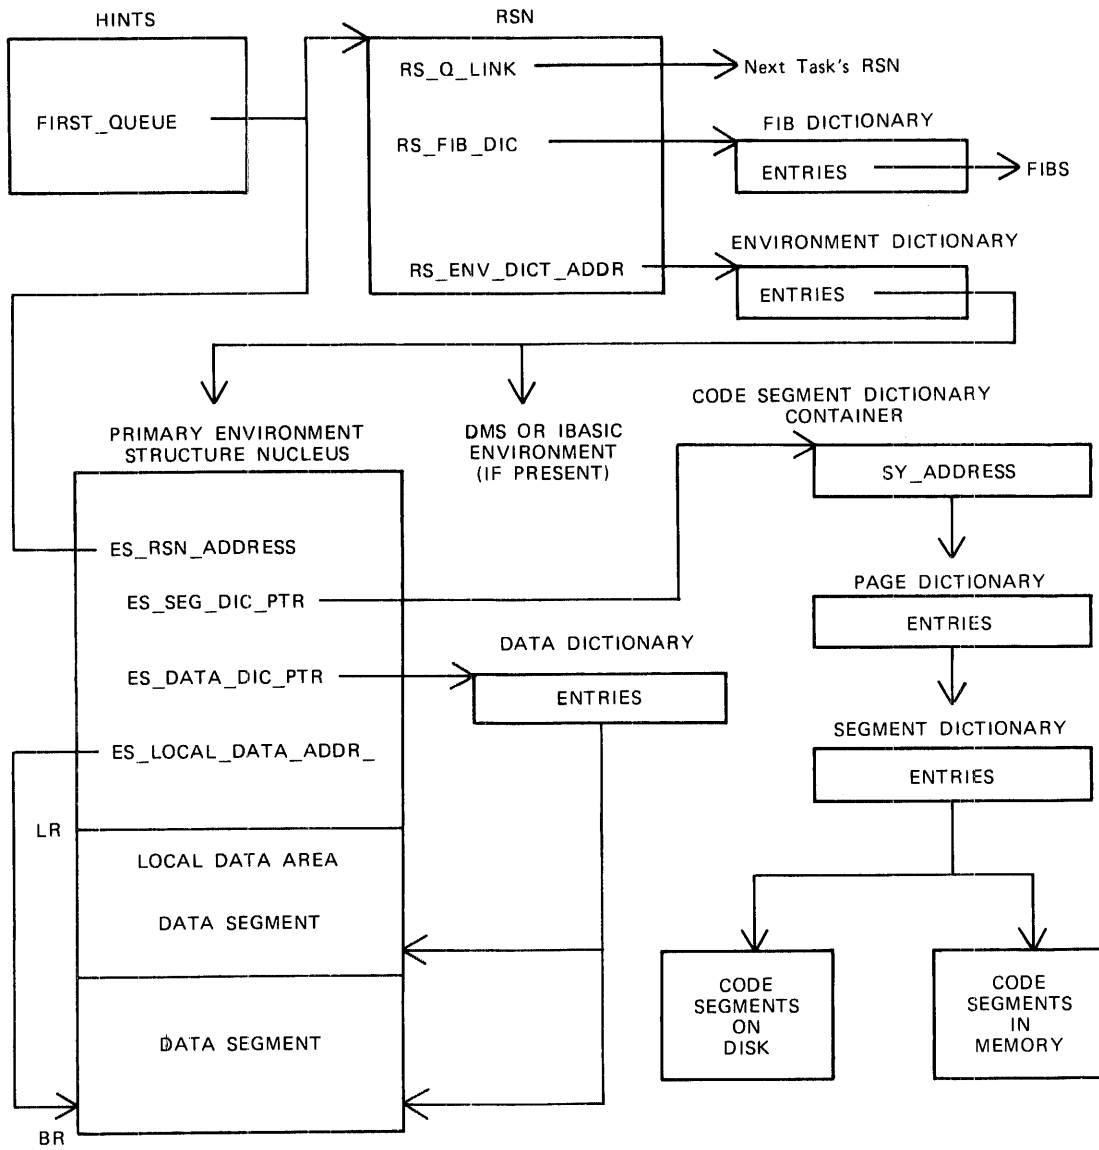 HINTS
RSN
FIRST_QUEUE
RS_Q_LINK
Next Task's RSN
RS_FIB_DIC
FIB DICTIONARY
ENTRIES
FIBS
RS_ENV_DICT_ADDR
ENVIRONMENT DICTIONARY
ENTRIES
PRIMARY ENVIRONMENT
STRUCTURE NUCLEUS
DMS OR IBASIC
ENVIRONMENT
(IF PRESENT)
CODE SEGMENT DICTIONARY
CONTAINER
SY_ADDRESS
ES_RSN_ADDRESS
ES_SEG_DIC_PTR
ES_DATA_DIC_PTR
ES_LOCAL_DATA_ADDR_
DATA DICTIONARY
ENTRIES
PAGE DICTIONARY
ENTRIES
SEGMENT DICTIONARY
ENTRIES
LR
LOCAL DATA AREA
DATA SEGMENT
DATA SEGMENT
BR
CODE
SEGMENTS
ON
DISK
CODE
SEGMENTS
IN
MEMORY